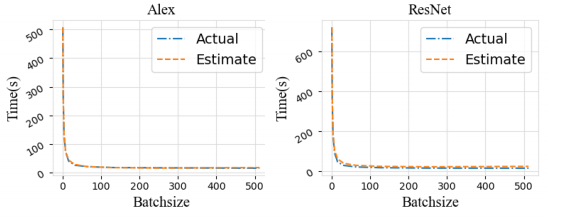 Alex
500
400
300
200
100
0
Time(s)
Actual
Estimate
0 100 200 300 400 500
Batchsize
ResNet
600
400
200
0
Time(s)
Actual
Estimate
0 100 200 300 400 500
Batchsize